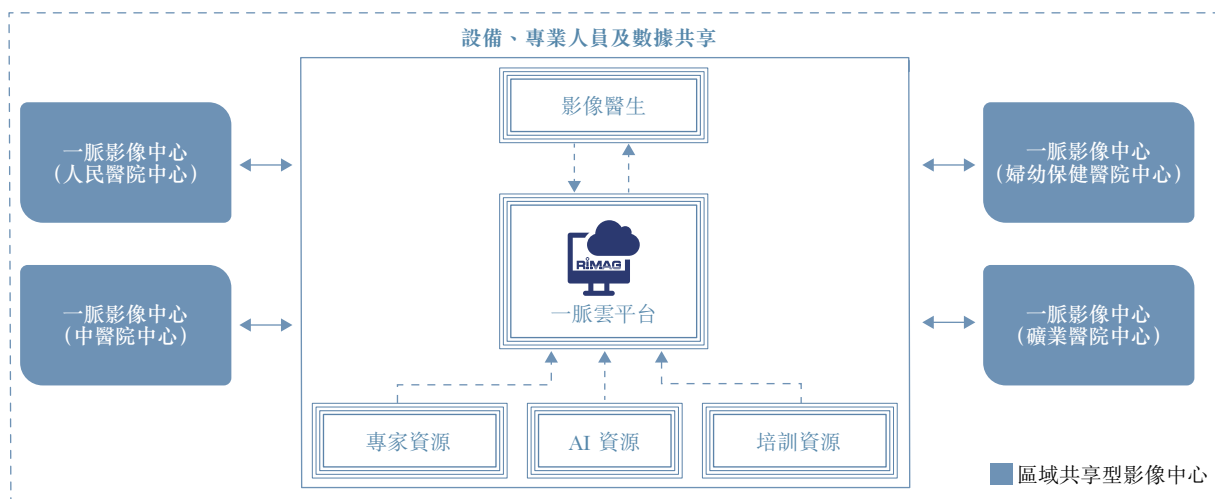 設備、專業人員及數據共享
影像醫生
一脈影像中心
（人民醫院中心）
一脈影像中心
（婦幼保健醫院中心）
RIMAG
一脈雲平台
一脈影像中心
（中醫院中心）
一脈影像中心
（礦業醫院中心）
專家資源
AI 資源
培訓資源
區域共享型影像中心